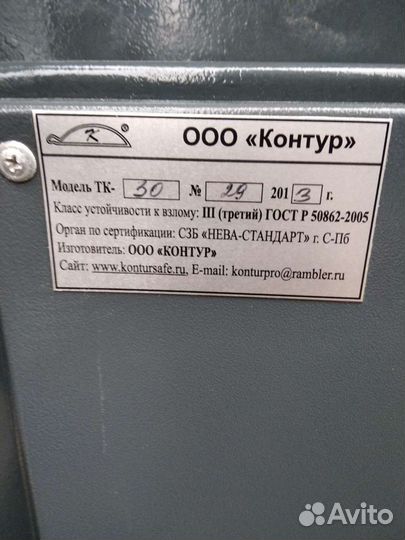 К ®
ООО «Контур»
Модель ТК- 30 № 29 2013 г.
Класс устойчивости к взлому: III (третий) ГОСТ Р 50862-2005
Орган по сертификации: СЗБ «НЕВА-СТАНДАРТ» г. С-Пб
Изготовитель: ООО «КОНТУР»
Сайт: www.kontursafe.ru, E-mail: konturpro@rambler.ru
Avito